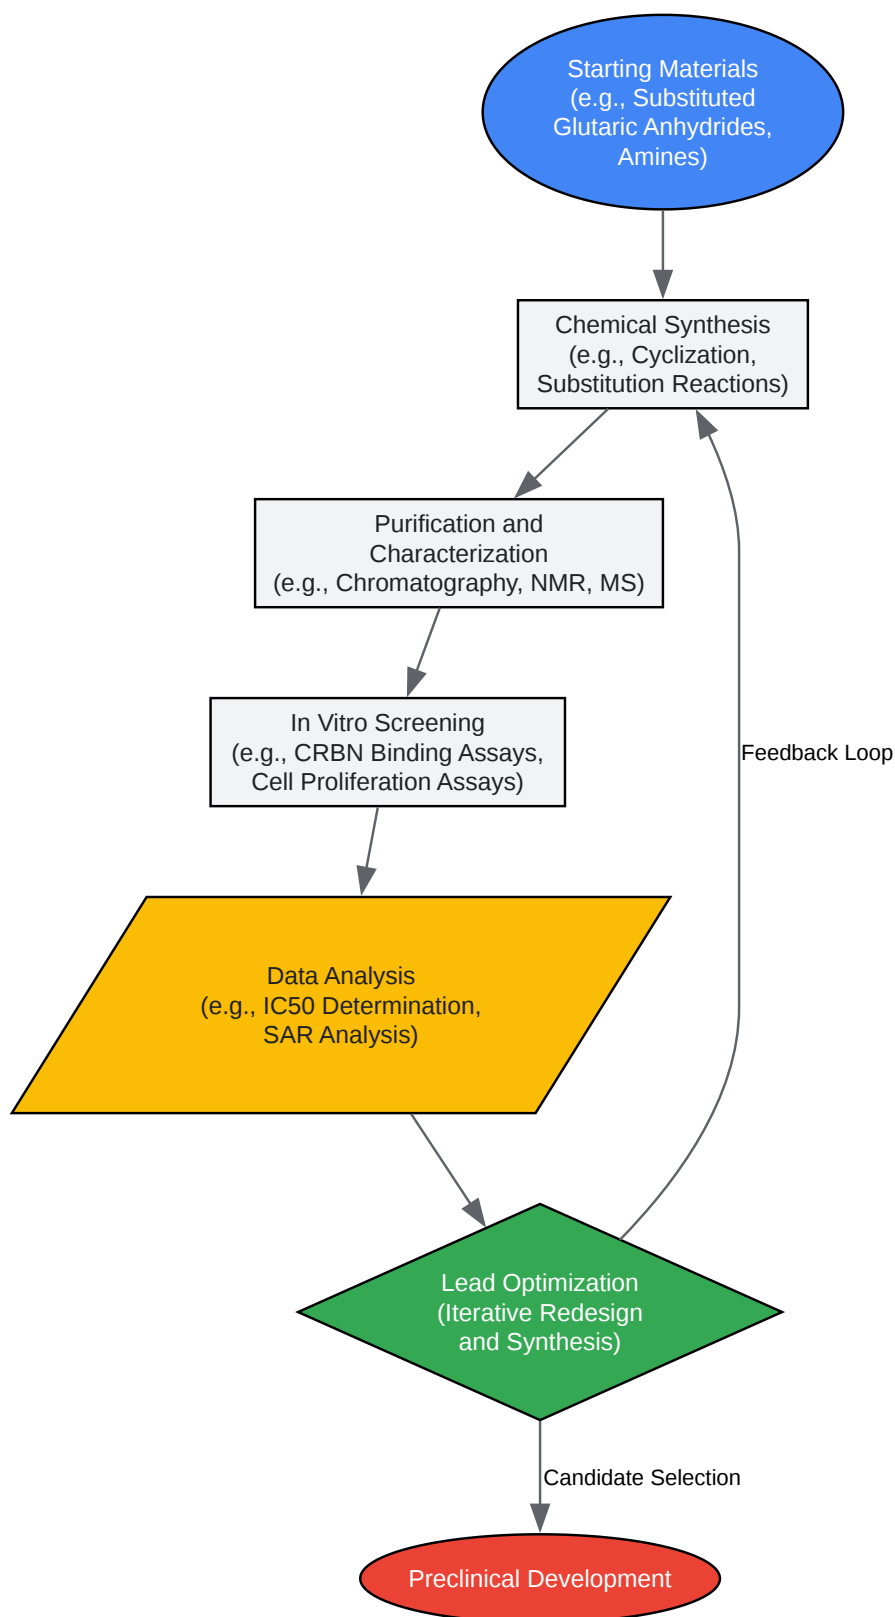 Starting Materials
(e.g., Substituted
Glutaric Anhydrides,
Amines)
Chemical Synthesis
(e.g., Cyclization,
Substitution Reactions)
Purification and
Characterization
(e.g., Chromatography, NMR, MS)
In Vitro Screening
(e.g., CRBN Binding Assays,
Cell Proliferation Assays)
Feedback Loop
Data Analysis
(e.g., IC50 Determination,
SAR Analysis)
Lead Optimization
(Iterative Redesign
and Synthesis)
Candidate Selection
Preclinical Development